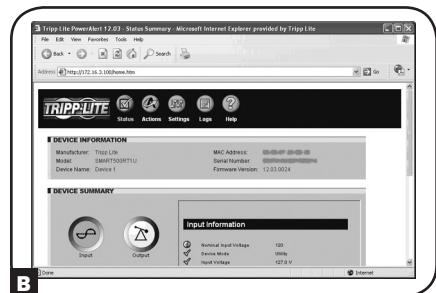 Tripp Lite PowerAlert 12.03 - Status Summary - Microsoft Internet Explorer provided by Tripp Lite
File Edit View Favorites Tools Help
Back Search
Address http://172.16.3.100/home.htm Go
TRIPP·LITE
Status Actions Settings Logs Help
DEVICE INFORMATION
Manufacturer: Tripp Lite MAC Address:
Model: SMART500RT1U Serial Number:
Device Name: Device 1 Firmware Version: 12.03.0024
DEVICE SUMMARY
Input Information
Nominal Input Voltage 120
Device Mode Utility
Input Voltage 127.0 V
Input Output
Done Internet
B